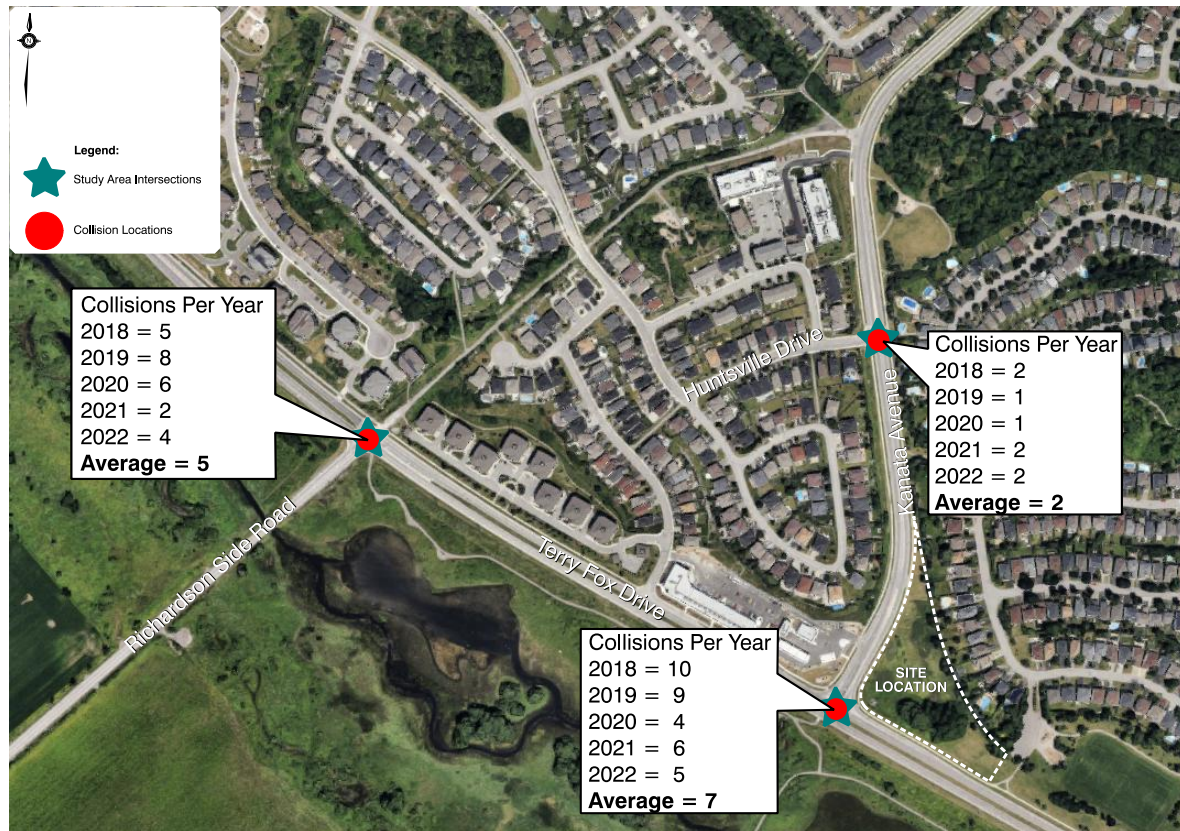 N
Legend:
Study Area Intersections
Collision Locations
Collisions Per Year
2018 = 5
2019 = 8
2020 = 6
2021 = 2
2022 = 4
Average = 5
Huntsville Drive
Kanata Avenue
Collisions Per Year
2018 = 2
2019 = 1
2020 = 1
2021 = 2
2022 = 2
Average = 2
Richardson Side Road
Terry Fox Drive
Collisions Per Year
2018 = 10
2019 = 9
2020 = 4
2021 = 6
2022 = 5
Average = 7
SITE
LOCATION